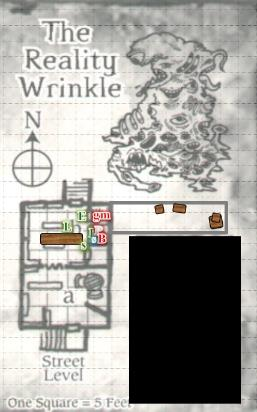 The
Reality
Wrinkle
N
E
gm
L
B
s
a
Street
Level
One Square = 5 Feet